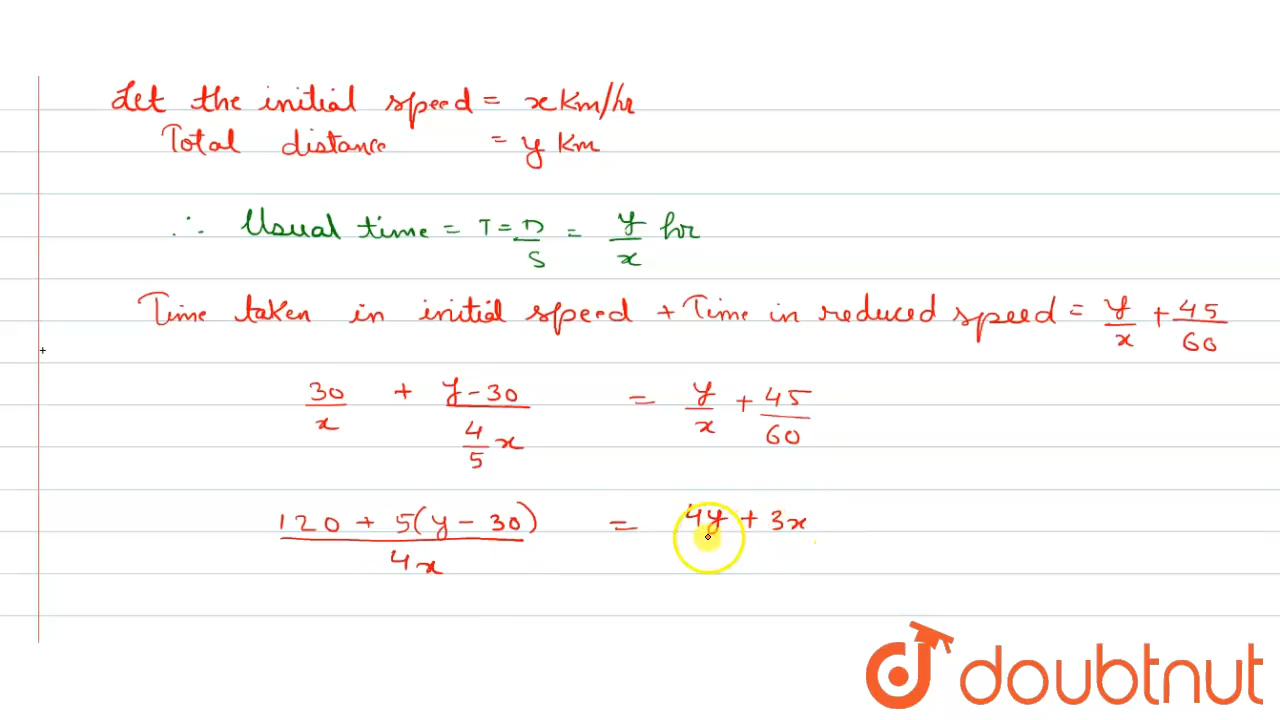 Let the initial speed = x Km/hr
Total distance = y Km
∴ Usual time = T = D/S = y/x hr
Time taken in initial speed + Time in reduced speed = y/x + 45/60
30/x + y-30/(4/5)x = y/x + 45/60
120 + 5(y - 30)/4x = 4y + 3x
doubtnut